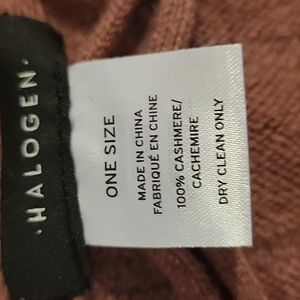 ·HALOGEN·
ONE SIZE
MADE IN CHINA
FABRIQUÉ EN CHINE
100% CASHMERE/
CACHEMIRE
DRY CLEAN ONLY